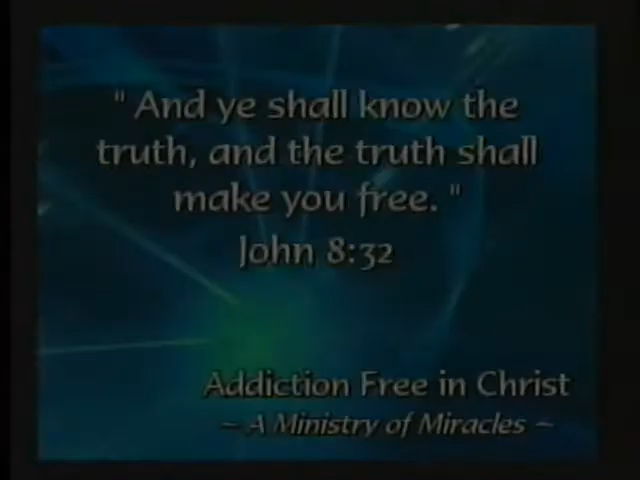 " And ye shall know the
truth, and the truth shall
make you free. "
John 8:32
Addiction Free in Christ
~ A Ministry of Miracles ~